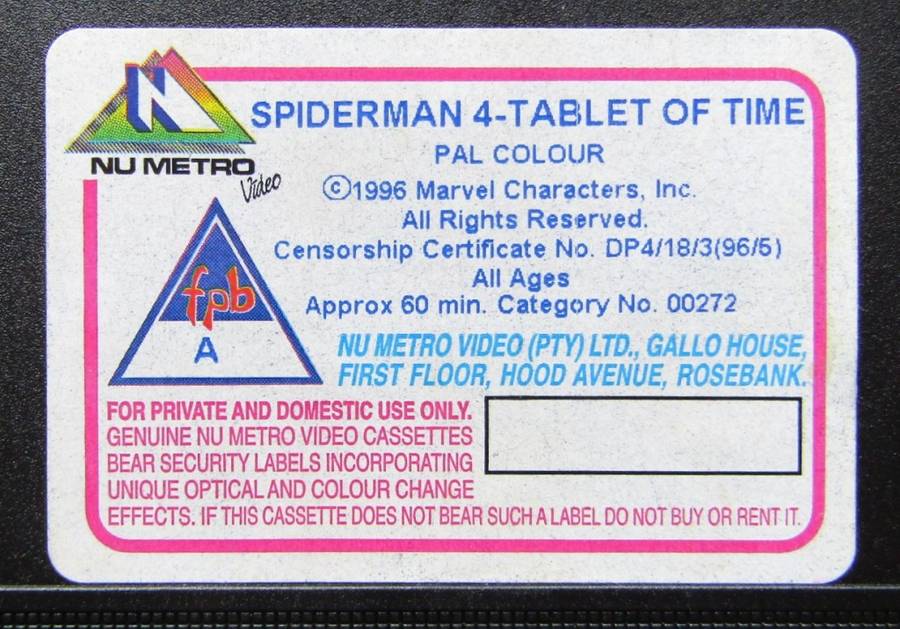 SPIDERMAN 4-TABLET OF TIME
NU METRO
Video
PAL COLOUR
©1996 Marvel Characters, Inc.
All Rights Reserved.
Censorship Certificate No. DP4/18/3(96/5)
All Ages
Approx 60 min. Category No. 00272
fpb
A
NU METRO VIDEO (PTY) LTD., GALLO HOUSE,
FIRST FLOOR, HOOD AVENUE, ROSEBANK.
FOR PRIVATE AND DOMESTIC USE ONLY.
GENUINE NU METRO VIDEO CASSETTES
BEAR SECURITY LABELS INCORPORATING
UNIQUE OPTICAL AND COLOUR CHANGE
EFFECTS. IF THIS CASSETTE DOES NOT BEAR SUCH A LABEL DO NOT BUY OR RENT IT.